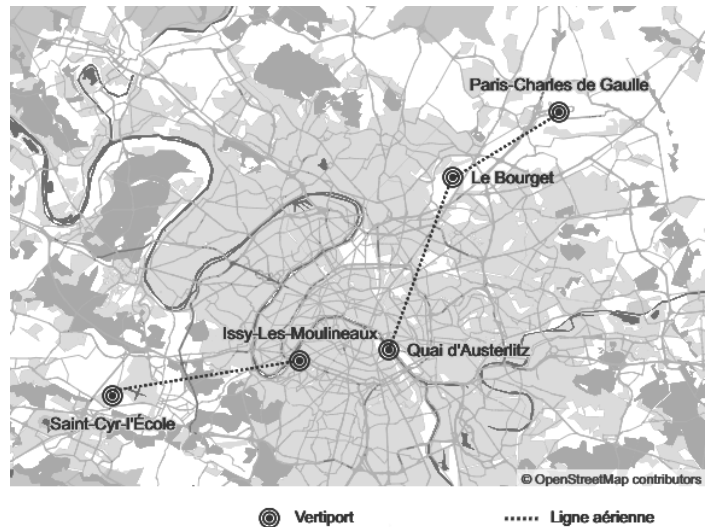 Paris-Charles de Gaulle
Le Bourget
Issy-Les-Moulineaux
Quai d'Austerlitz
Saint-Cyr-l'École
© OpenStreetMap contributors
Vertiport
Ligne aérienne